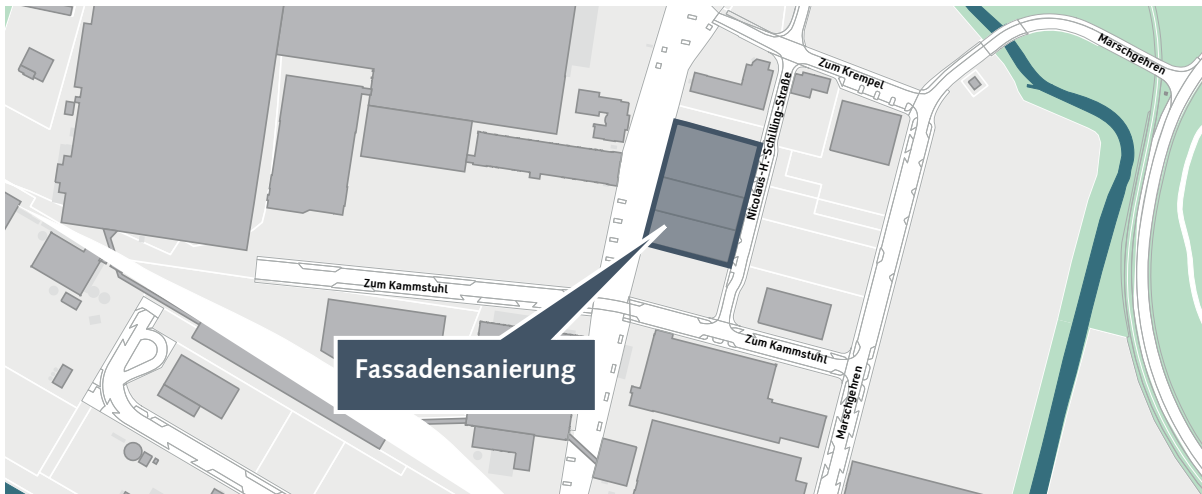 Marschgehren
Zum Krempel
Nicolaus-H.-Schilling-Straße
Zum Kammstuhl
Zum Kammstuhl
Fassadensanierung
Marschgehren